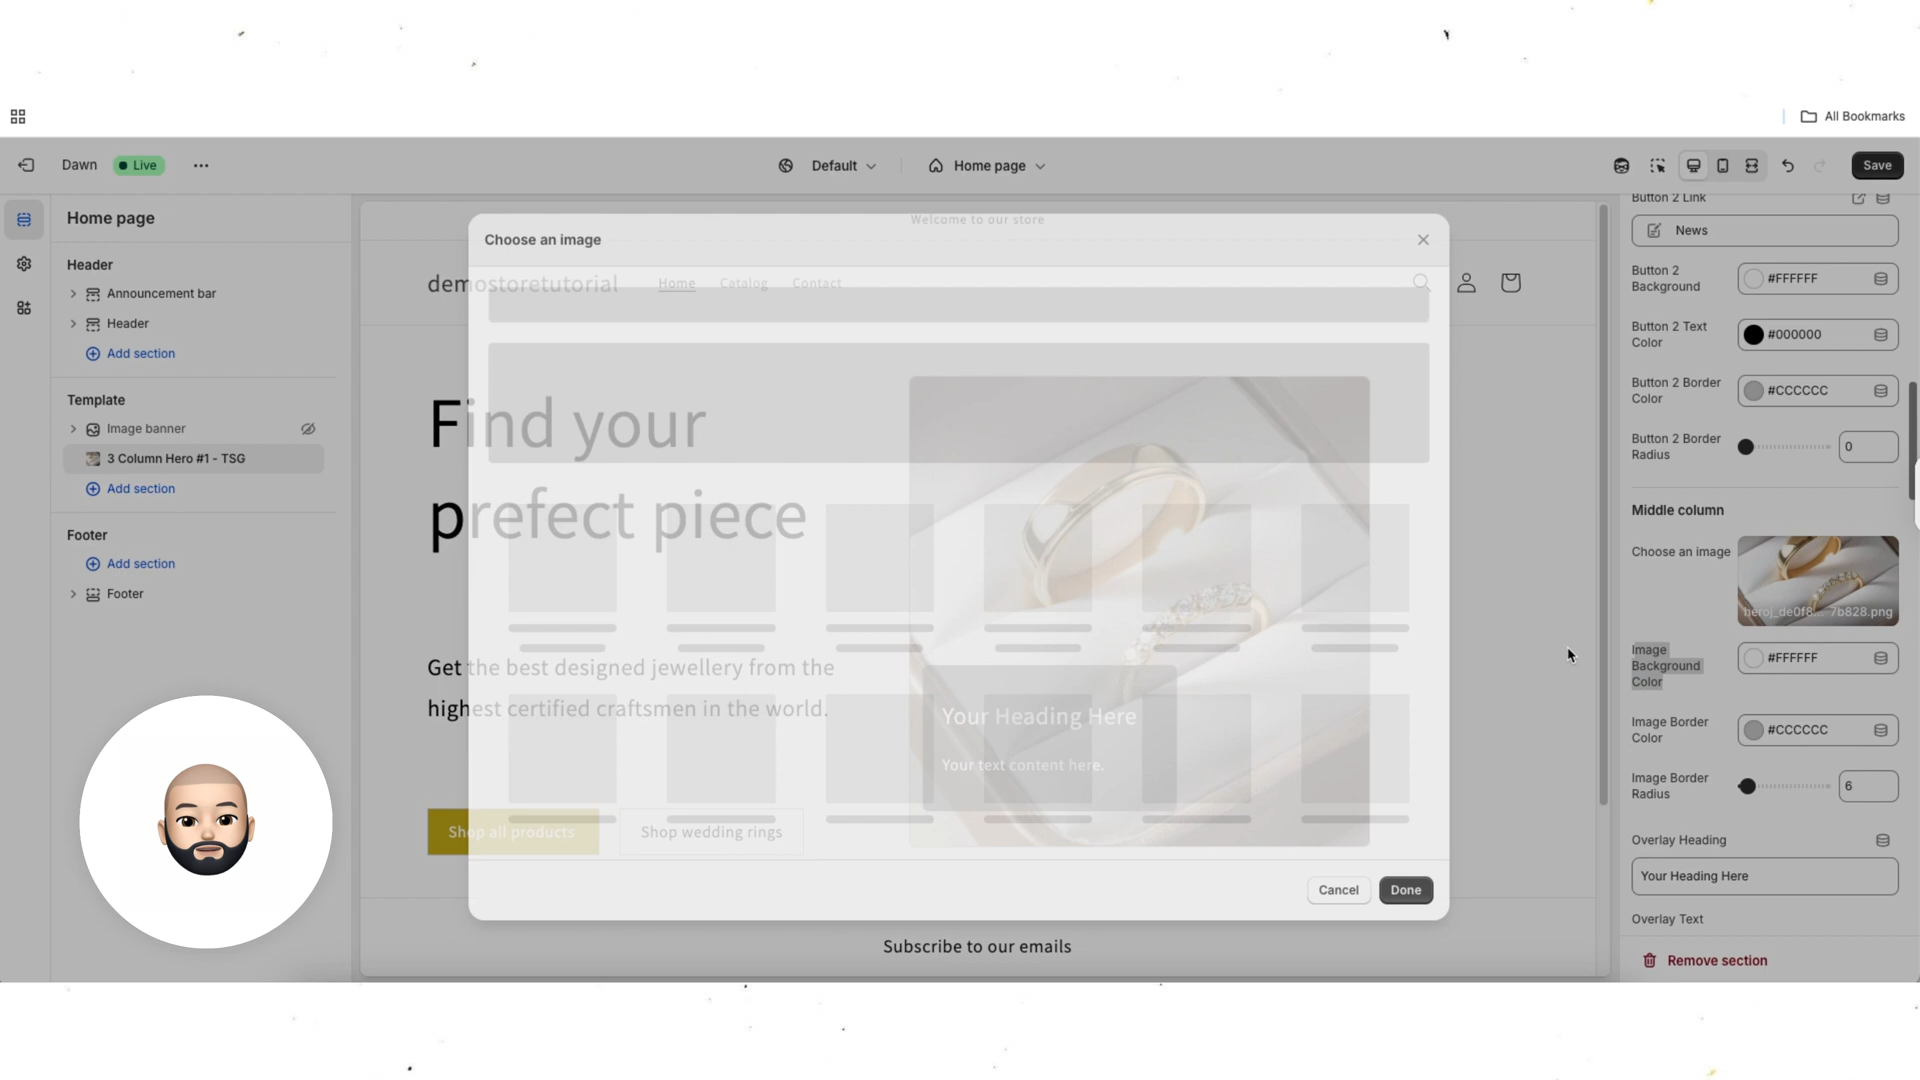 All Bookmarks
Dawn
Live
Default
Home page
Save
Home page
Header
Announcement bar
Header
Add section
Template
Image banner
3 Column Hero #1 - TSG
Add section
Footer
Add section
Footer
Welcome to our store
Choose an image
demostoretutorial
Home
Catalog
Contact
Find your
prefect piece
Get the best designed jewellery from the
highest certified craftsmen in the world.
Your Heading Here
Your text content here.
Shop all products
Shop wedding rings
Cancel
Done
Subscribe to our emails
Button 2 Link
News
Button 2
Background
#FFFFFF
Button 2 Text
Color
#000000
Button 2 Border
Color
#CCCCCC
Button 2 Border
Radius
0
Middle column
Choose an image
heroj_de0f8... 7b828.png
Image
Background
Color
#FFFFFF
Image Border
Color
#CCCCCC
Image Border
Radius
6
Overlay Heading
Your Heading Here
Overlay Text
Remove section